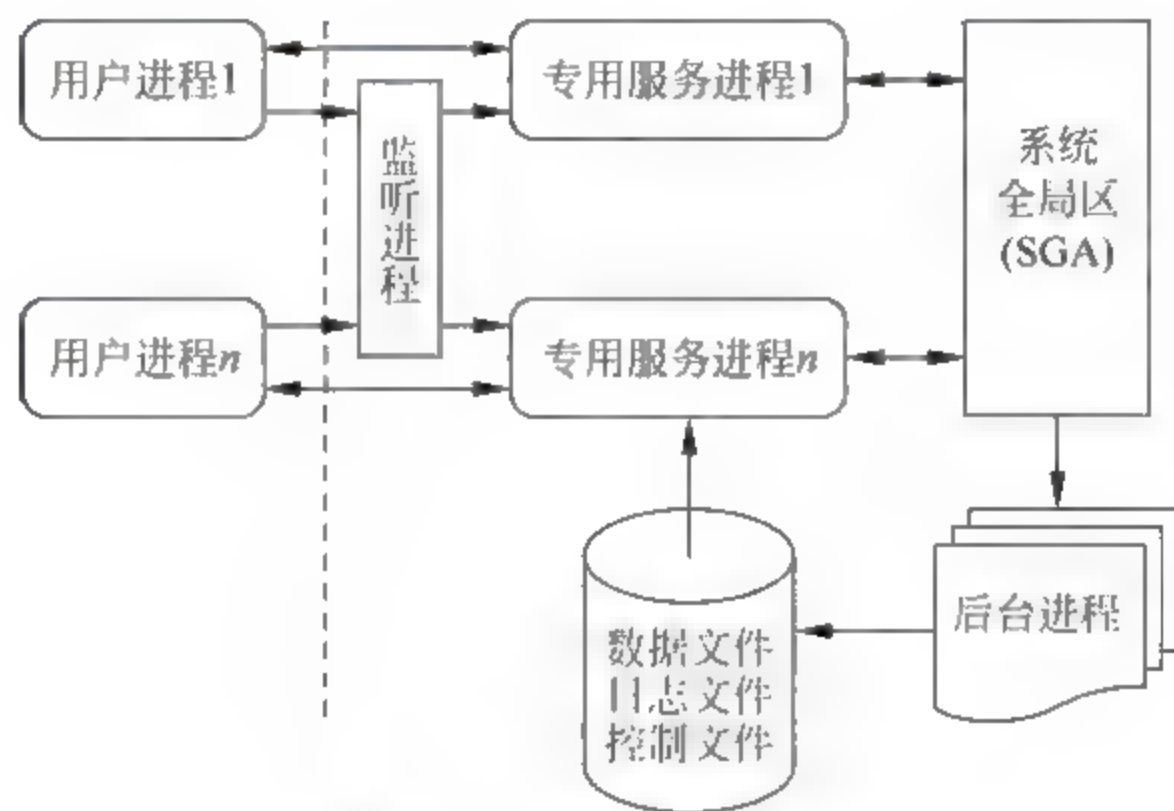 用户进程1
专用服务进程1
监听进程
系统
全局区
(SGA)
用户进程n
专用服务进程n
后台进程
数据文件
日志文件
控制文件